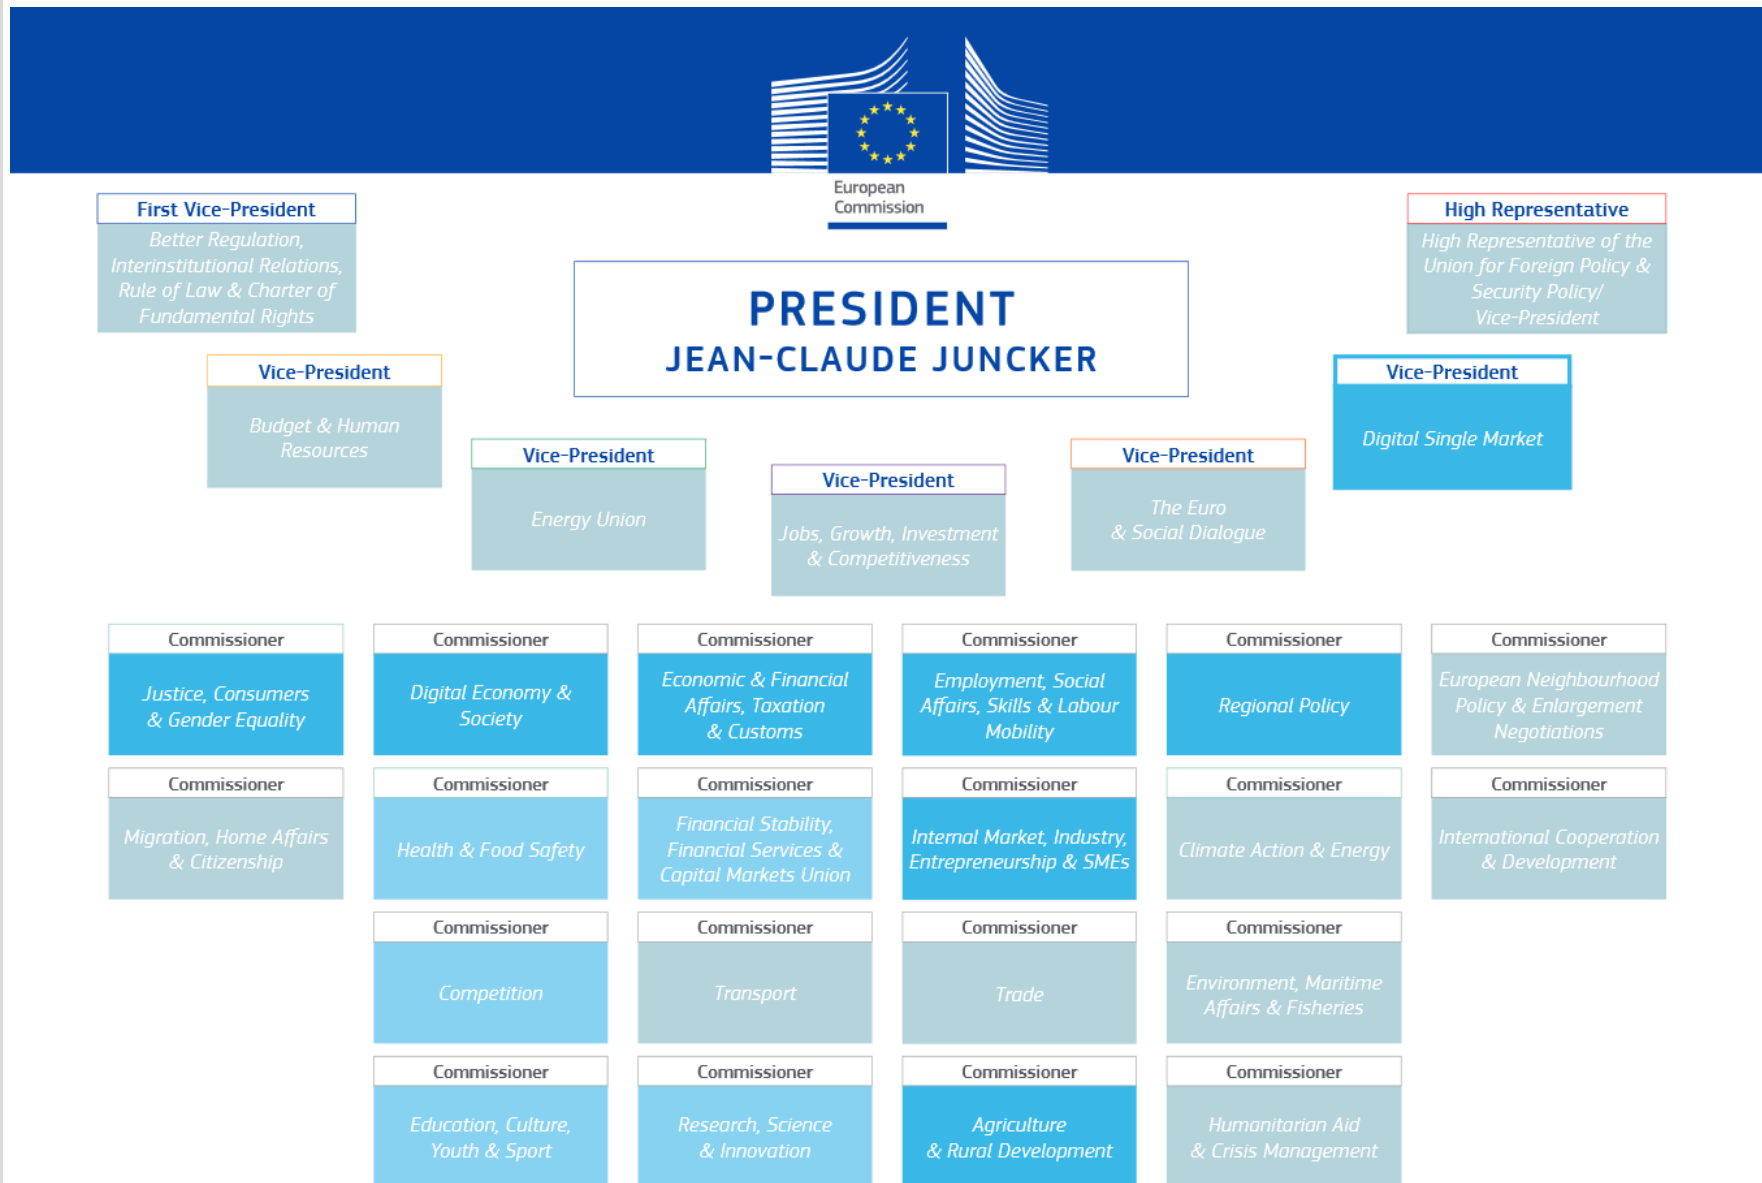 European
Commission
First Vice-President
Better Regulation,
Interinstitutional Relations,
Rule of Law & Charter of
Fundamental Rights
High Representative
High Representative of the
Union for Foreign Policy &
Security Policy/
Vice-President
PRESIDENT
JEAN-CLAUDE JUNCKER
Vice-President
Budget & Human
Resources
Vice-President
Energy Union
Vice-President
Jobs, Growth, Investment
& Competitiveness
Vice-President
The Euro
& Social Dialogue
Vice-President
Digital Single Market
Commissioner
Justice, Consumers
& Gender Equality
Commissioner
Digital Economy &
Society
Commissioner
Economic & Financial
Affairs, Taxation
& Customs
Commissioner
Employment, Social
Affairs, Skills & Labour
Mobility
Commissioner
Regional Policy
Commissioner
European Neighbourhood
Policy & Enlargement
Negotiations
Commissioner
Migration, Home Affairs
& Citizenship
Commissioner
Health & Food Safety
Commissioner
Financial Stability,
Financial Services &
Capital Markets Union
Commissioner
Internal Market, Industry,
Entrepreneurship & SMEs
Commissioner
Climate Action & Energy
Commissioner
International Cooperation
& Development
Commissioner
Competition
Commissioner
Transport
Commissioner
Trade
Commissioner
Environment, Maritime
Affairs & Fisheries
Commissioner
Education, Culture,
Youth & Sport
Commissioner
Research, Science
& Innovation
Commissioner
Agriculture
& Rural Development
Commissioner
Humanitarian Aid
& Crisis Management